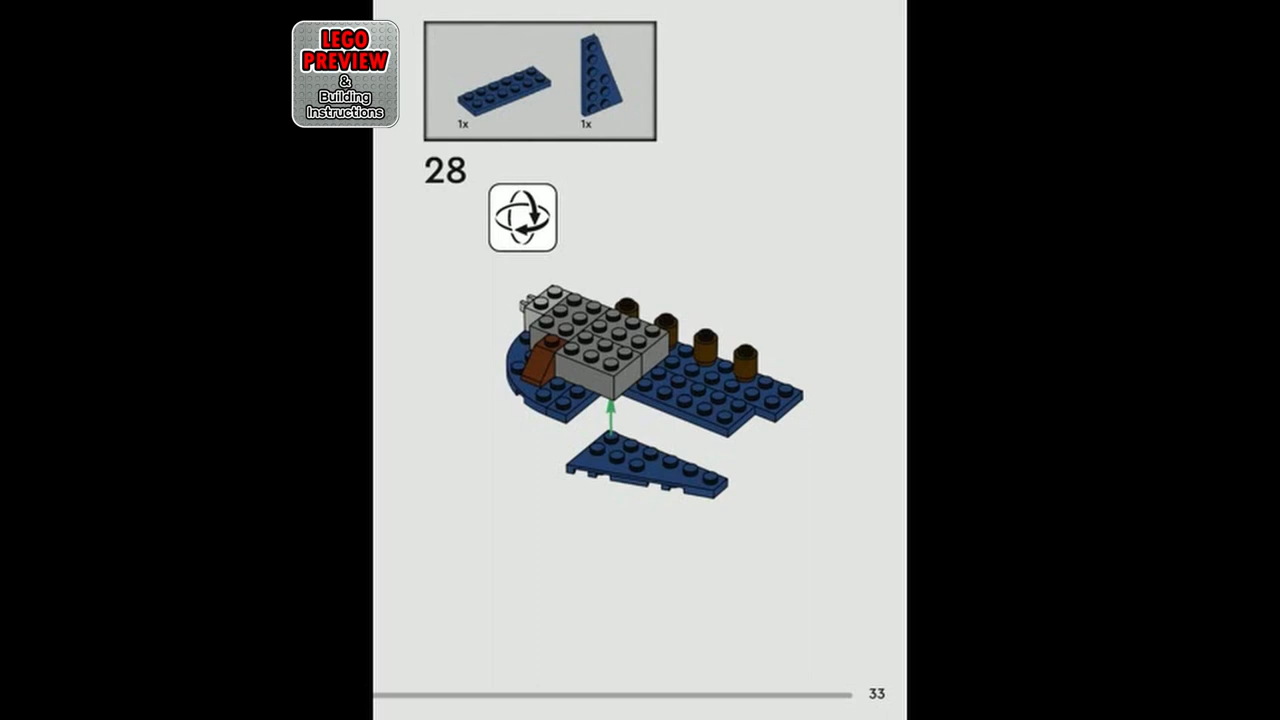 LEGO
PREVIEW
&
Building
Instructions
1x
1x
28
33